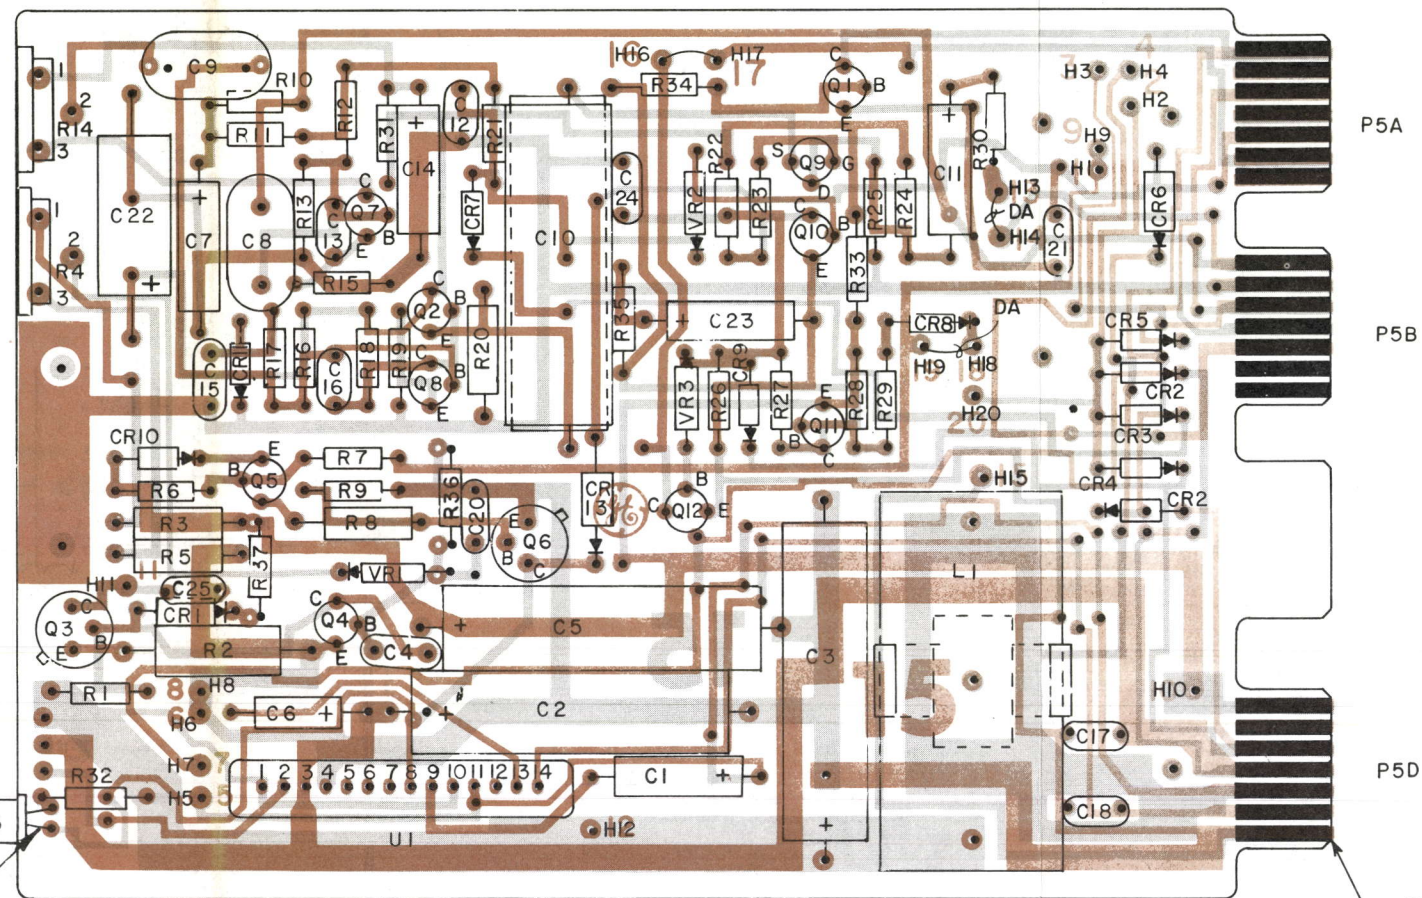 C9
R10
R11
R12
R31
C14
C 12
R21
H16
16
H17
17
R34
C
Q1
B
E
C11
R30
3
H3
4
H4
2
H2
9
H9
H1
P5A
1
2
R14
3
C22
+
C7
+
C8
R13
C 13
C
Q7
B
E
CR7
C10
C 24
VR2
R22
R23
S
Q9
G
D
C
Q10
B
E
R25
R24
R33
H13
DA
H14
C 21
CR6
1
2
R4
3
R15
C
Q2
B
E
R20
R35
+
C23
CR8
DA
H19
19
H18
18
CR5
P5B
C 15
R17
R16
C 16
R18
R19
C
Q8
B
E
VR3
R26
CR9
R27
E
Q11
B
C
R28
R29
H20
20
CR2
CR3
CR10
R6
E
B
Q5
C
R7
R9
R8
R36
C20
E
Q6
B
C
CR 13
B
C
Q12
E
H15
CR4
CR2
R3
R5
R37
VR1
L1
H11
11
C25
CR11
C
Q3
B
E
R2
C
Q4
B
E
C4
+
C5
C3
+
15
R1
8
H8
6
H6
C6
+
+
C2
H10
7
H7
5
H5
R32
1 2 3 4 5 6 7 8 9 10 11 12 13 14
U1
C1
+
H12
C17
C18
P5D